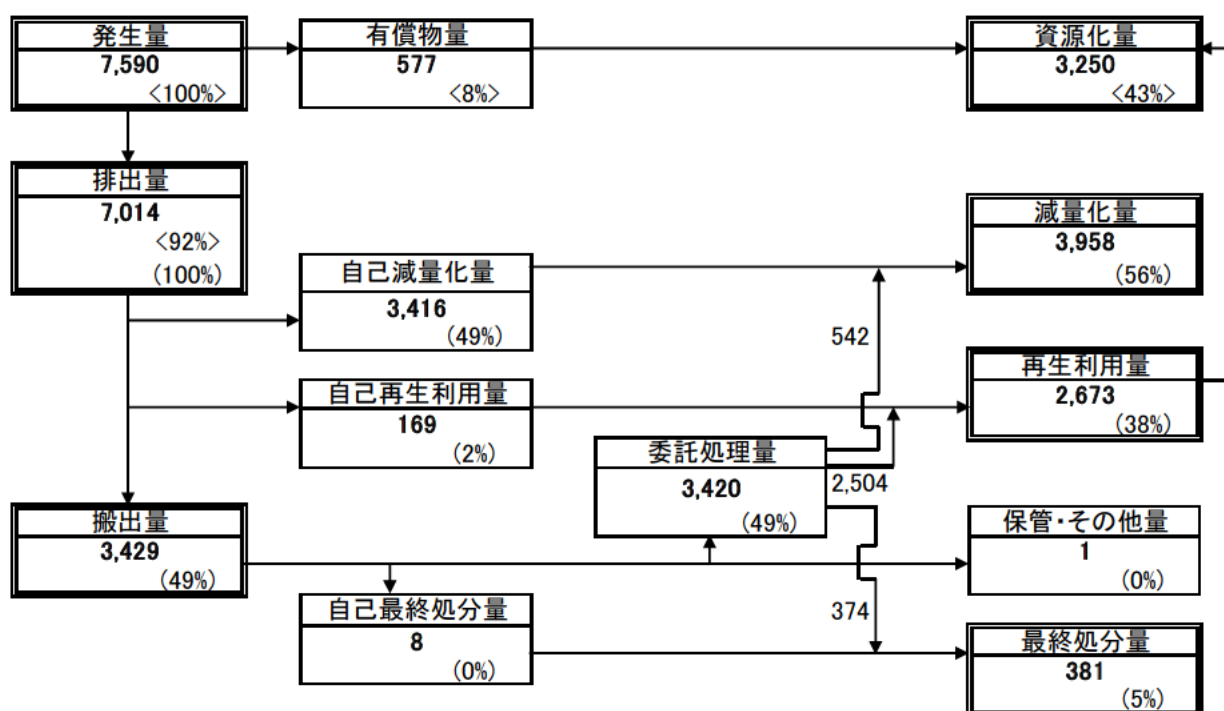 発生量
7,590
<100%>
有償物量
577
<8%>
資源化量
3,250
<43%>
排出量
7,014
<92%>
(100%)
減量化量
3,958
(56%)
自己減量化量
3,416
(49%)
542
再生利用量
2,673
(38%)
自己再生利用量
169
(2%)
委託処理量
3,420
(49%)
2,504
搬出量
3,429
(49%)
保管・その他量
1
(0%)
自己最終処分量
8
(0%)
374
最終処分量
381
(5%)